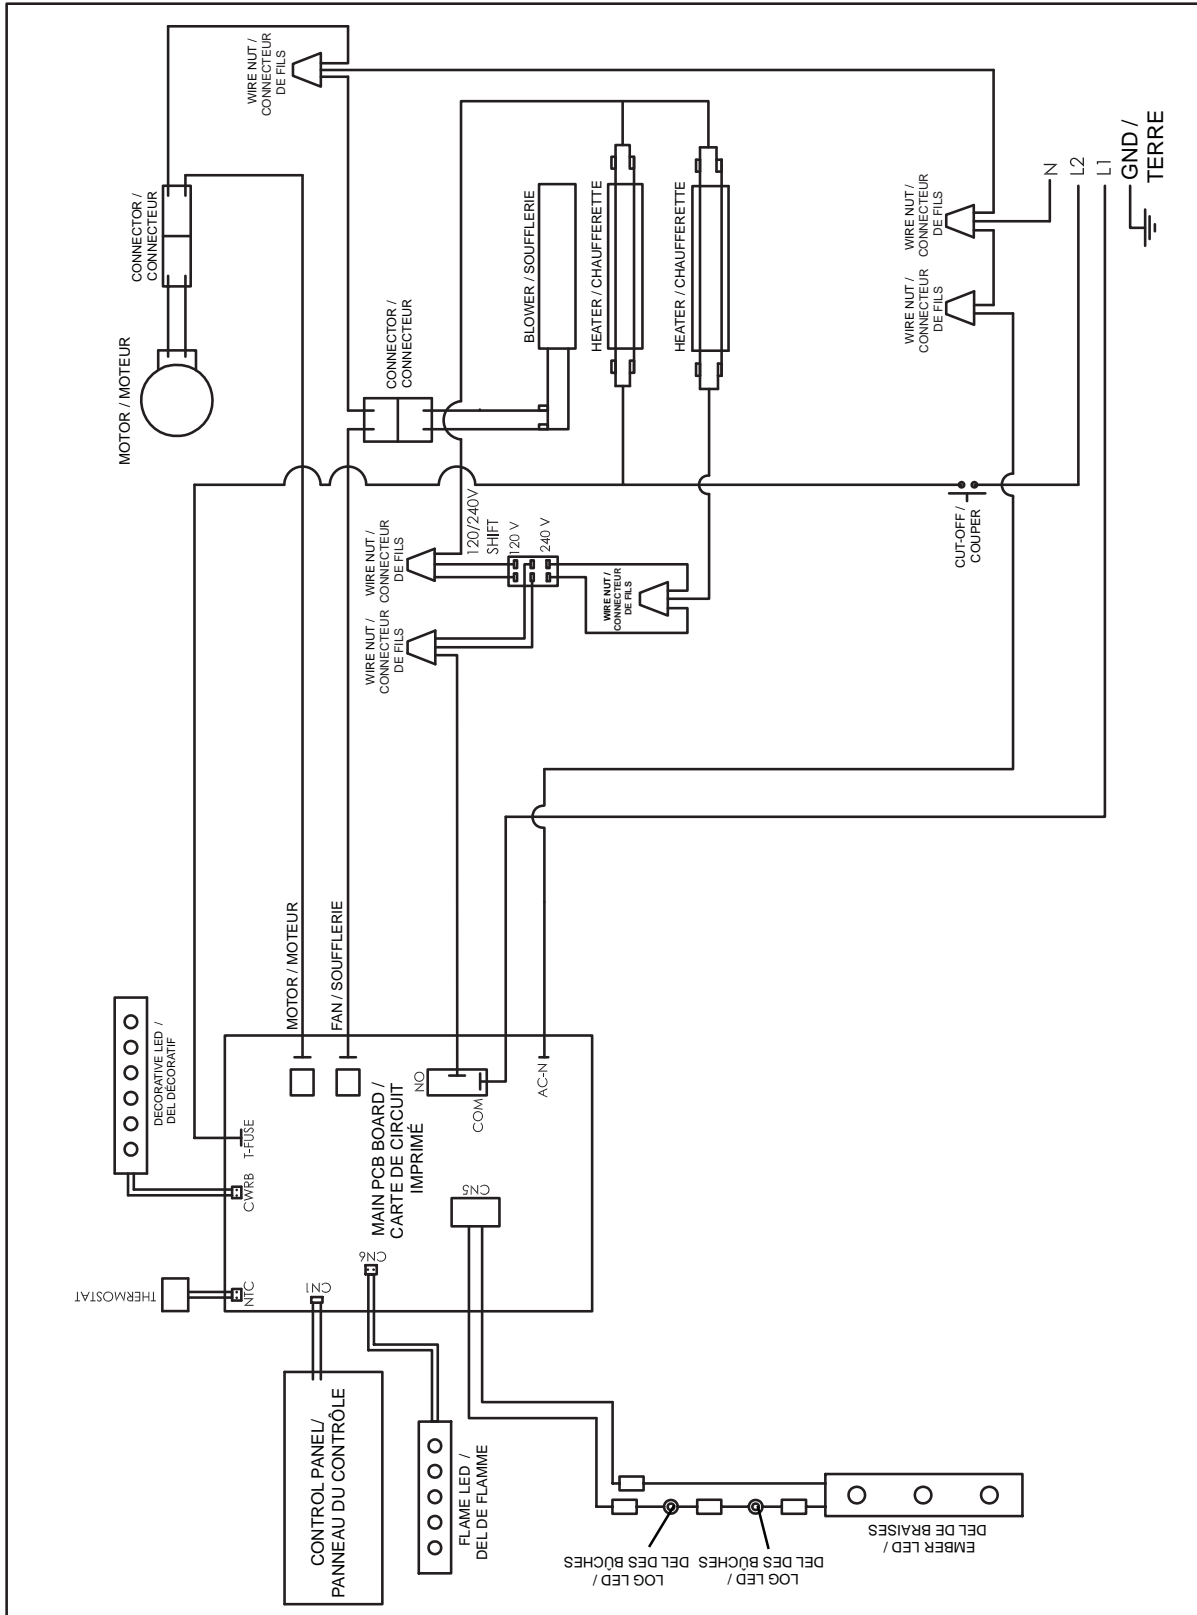 WIRE NUT /
CONNECTEUR
DE FILS
CONNECTOR /
CONNECTEUR
MOTOR / MOTEUR
CONNECTOR /
CONNECTEUR
BLOWER / SOUFFLERIE
HEATER / CHAUFFERETTE
HEATER / CHAUFFERETTE
WIRE NUT /
CONNECTEUR
DE FILS
WIRE NUT /
CONNECTEUR
DE FILS
N
L2
L1
GND /
TERRE
WIRE NUT /
CONNECTEUR
DE FILS
WIRE NUT /
CONNECTEUR
DE FILS
120/240V
SHIFT
120 V
240 V
WIRE NUT /
CONNECTEUR
DE FILS
CUT-OFF /
COUPER
MOTOR / MOTEUR
FAN / SOUFFLERIE
DECORATIVE LED /
DEL DÉCORATIF
T-FUSE
CWRB
NTC
THERMOSTAT
CN1
CN6
CN5
NO
COM
AC-N
MAIN PCB BOARD /
CARTE DE CIRCUIT
IMPRIMÉ
CONTROL PANEL/
PANNEAU DU CONTRÔLE
FLAME LED /
DEL DE FLAMME
LOG LED /
DEL DES BÛCHES
LOG LED /
DEL DES BÛCHES
EMBER LED /
DEL DE BRAISES